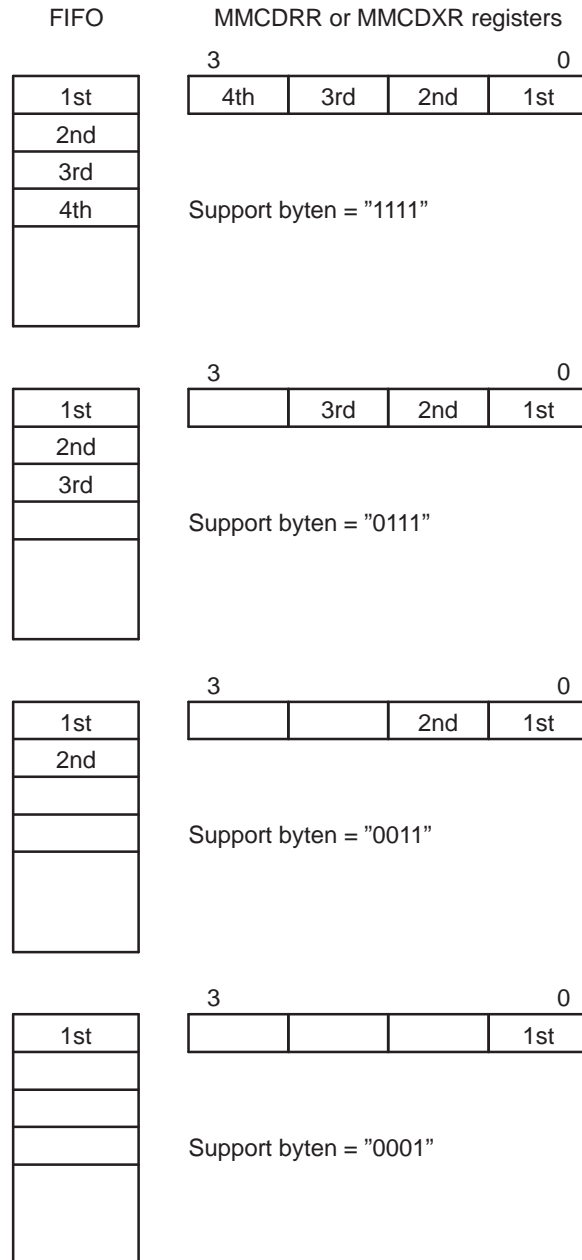 FIFO MMCDRR or MMCDXR registers
3 0
1st 4th 3rd 2nd 1st
2nd
3rd
4th Support byten = ”1111”
3 0
1st 3rd 2nd 1st
2nd
3rd
Support byten = ”0111”
3 0
1st 2nd 1st
2nd
Support byten = ”0011”
3 0
1st 1st
Support byten = ”0001”